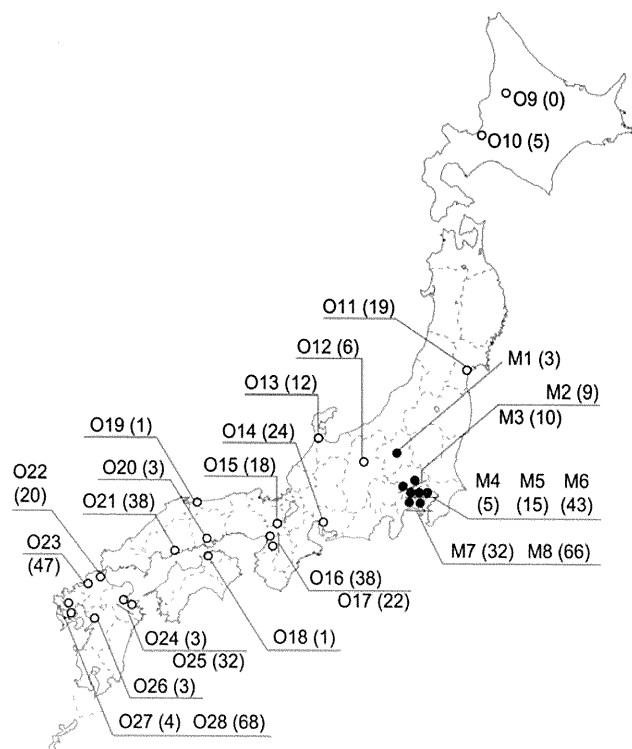 O9 (0)
O10 (5)
O11 (19)
O12 (6)
M1 (3)
O13 (12)
M2 (9)
M3 (10)
O19 (1)
O14 (24)
O22
(20)
O20 (3)
O15 (18)
M4 M5 M6
(5) (15) (43)
O21 (38)
O23
(47)
M7 (32) M8 (66)
O16 (38)
O17 (22)
O24 (3)
O18 (1)
O25 (32)
O26 (3)
O27 (4) O28 (68)